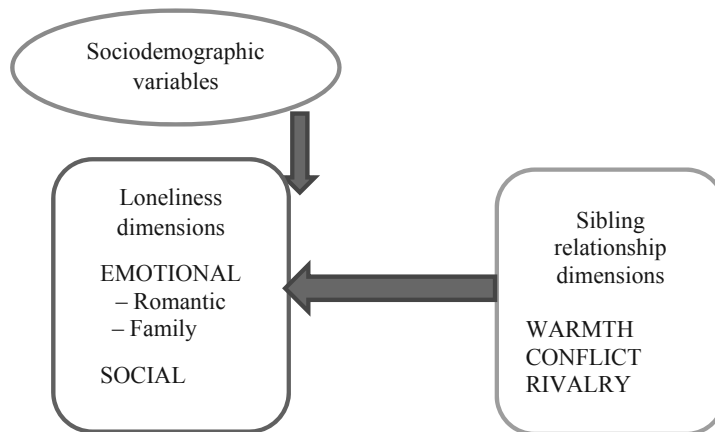 Sociodemographic
variables
Loneliness
dimensions
EMOTIONAL
– Romantic
– Family
SOCIAL
Sibling
relationship
dimensions
WARMTH
CONFLICT
RIVALRY